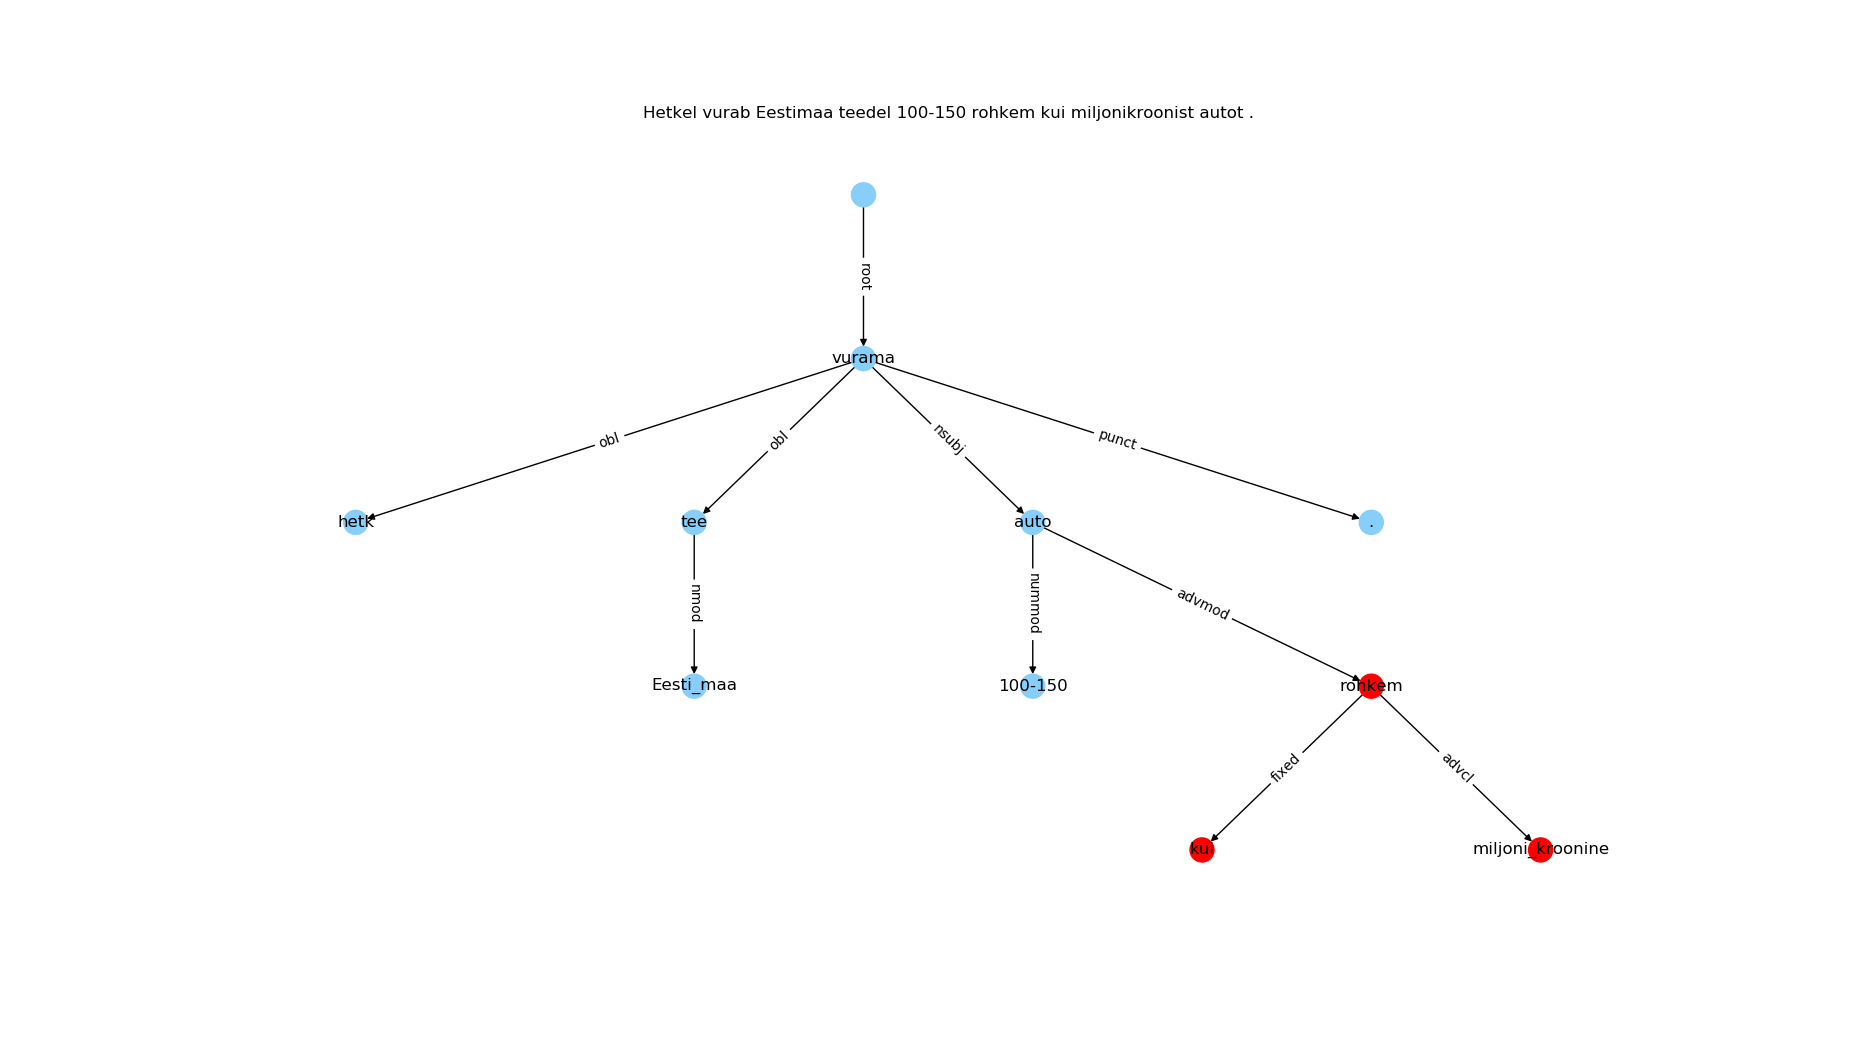 Hetkel vurab Eestimaa teedel 100-150 rohkem kui miljonikroonist autot .
root
vurama
obl
obl
nsubj
punct
hetk
tee
auto
.
nmod
nummod
advmod
Eesti_maa
100-150
rohkem
fixed
advcl
kui
miljoni_kroonine